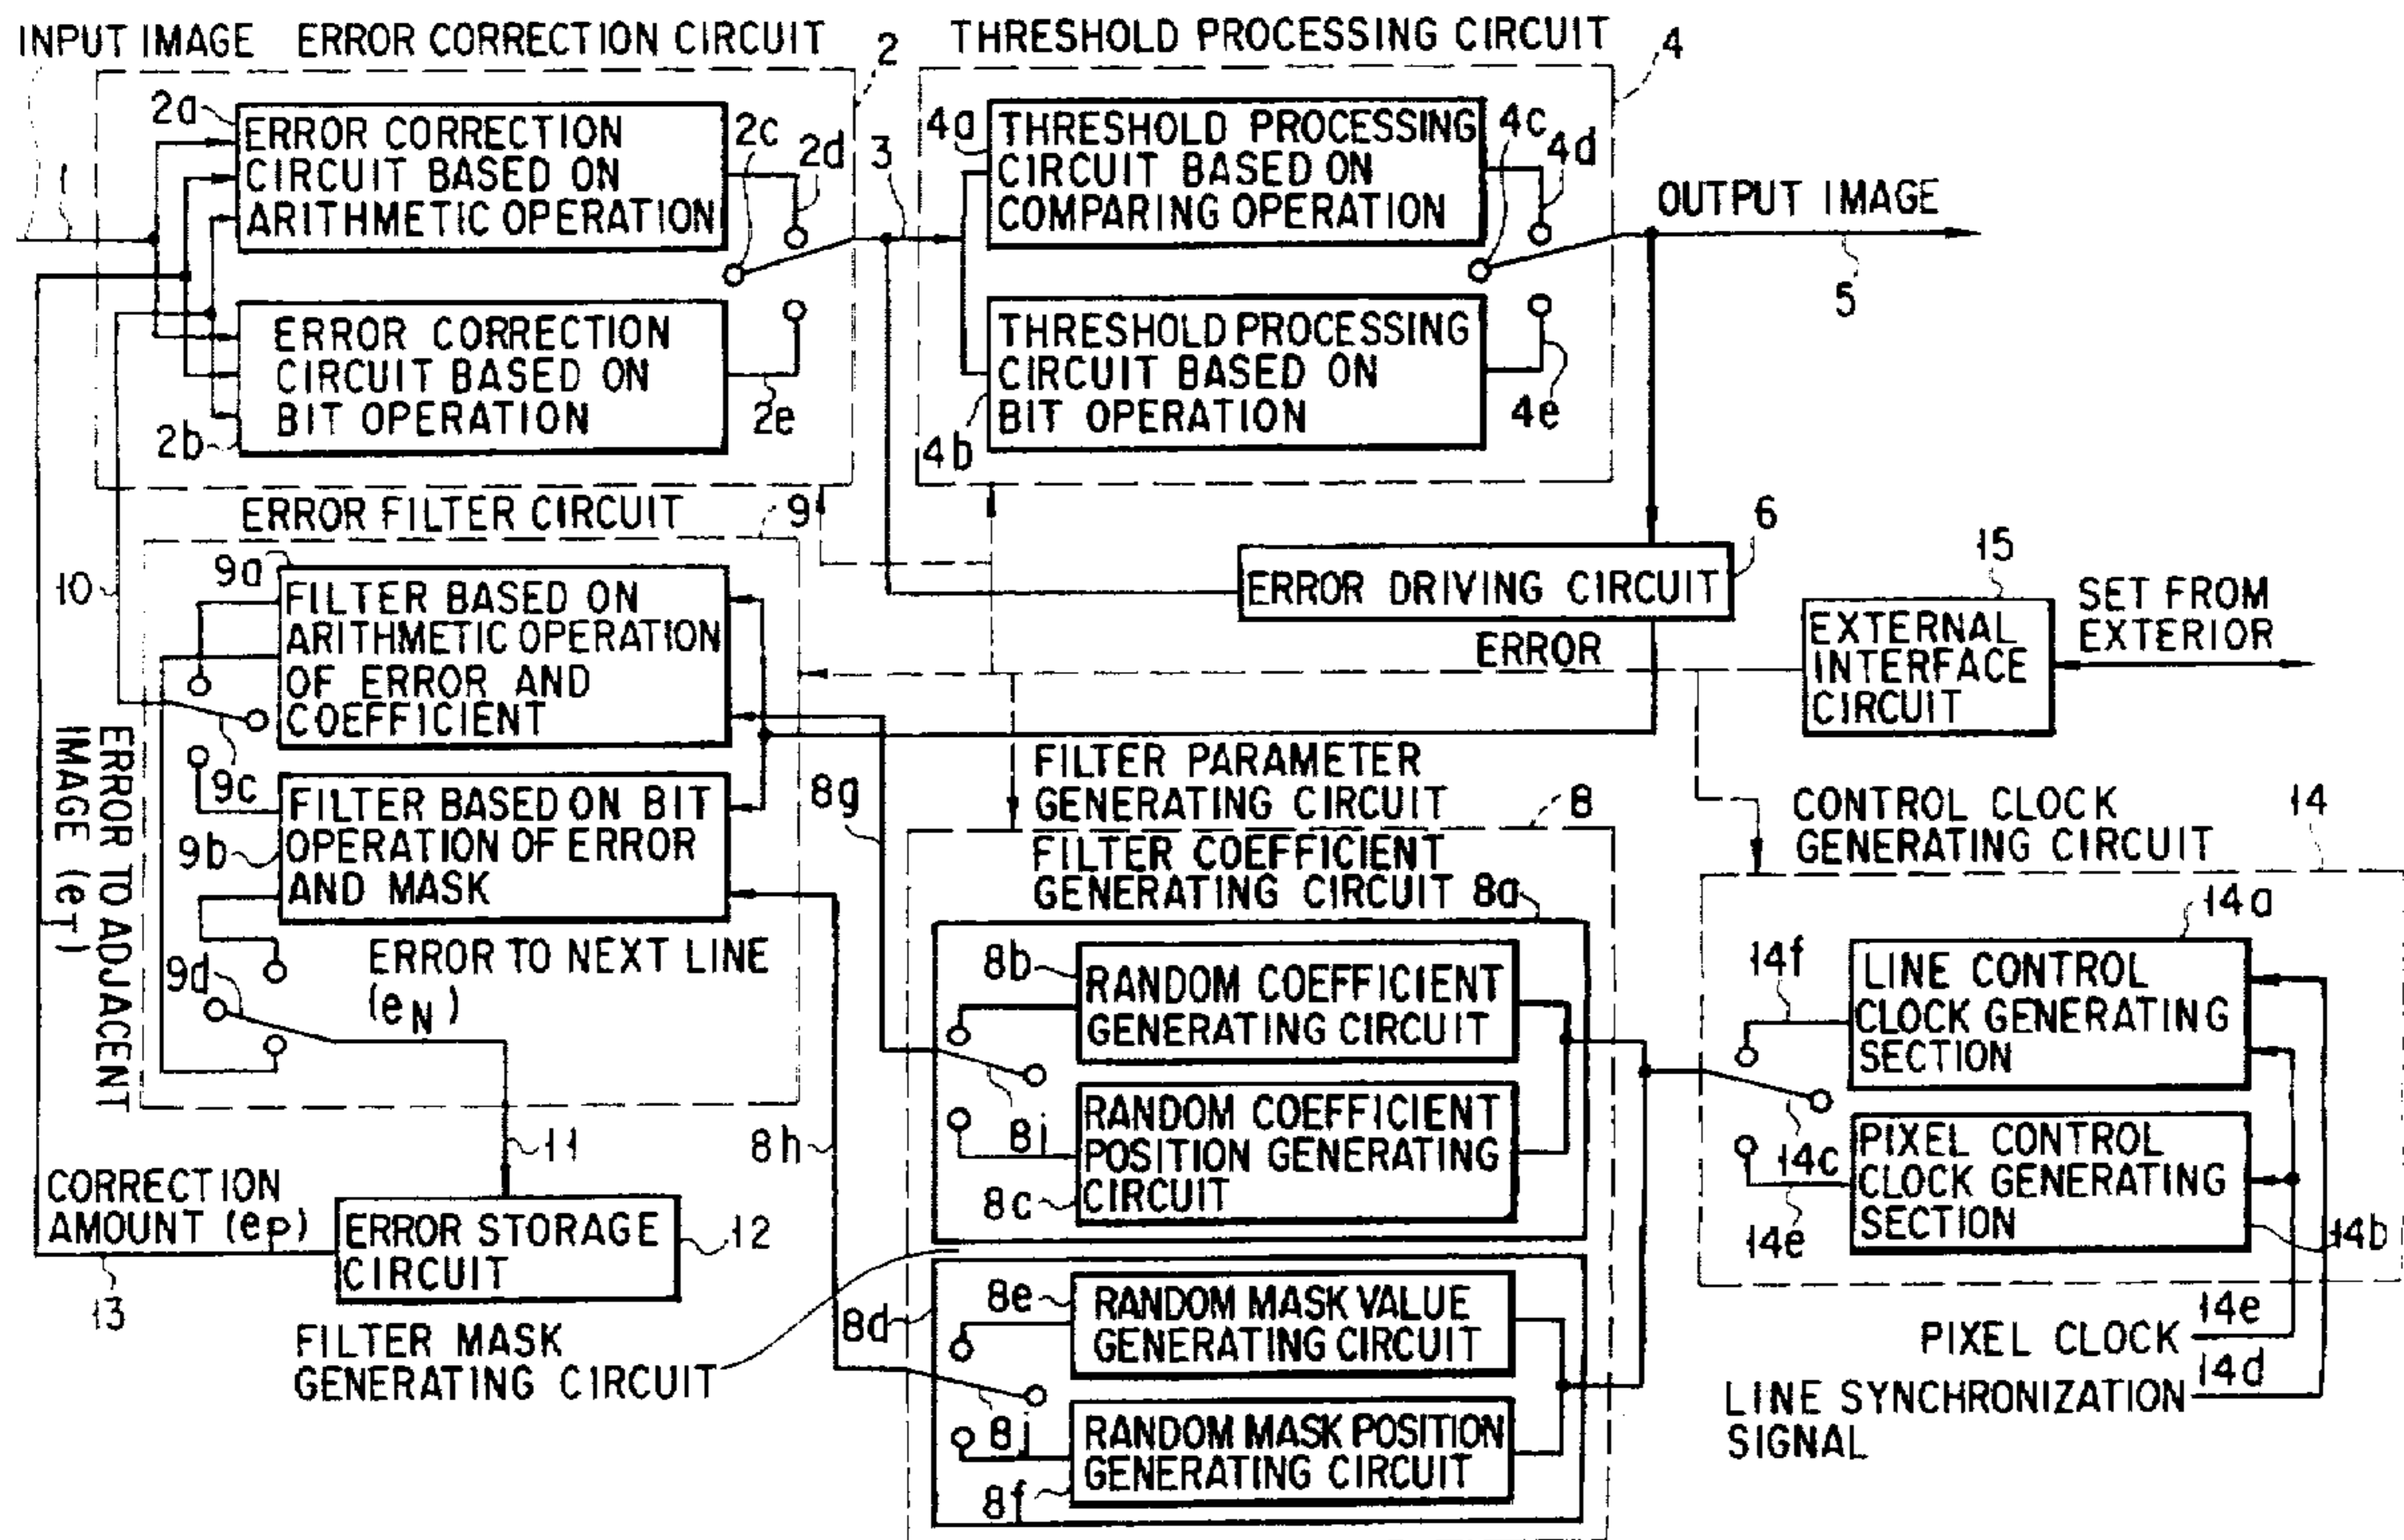 INPUT IMAGE
ERROR CORRECTION CIRCUIT
2
THRESHOLD PROCESSING CIRCUIT
4
1
2a
ERROR CORRECTION
CIRCUIT BASED ON
ARITHMETIC OPERATION
2c
2d
3
ERROR CORRECTION
CIRCUIT BASED ON
BIT OPERATION
2b
2e
4a
THRESHOLD PROCESSING
CIRCUIT BASED ON
COMPARING OPERATION
4c
4d
THRESHOLD PROCESSING
CIRCUIT BASED ON
BIT OPERATION
4b
4e
OUTPUT IMAGE
5
ERROR FILTER CIRCUIT
9
10
9a
FILTER BASED ON
ARITHMETIC OPERATION
OF ERROR AND
COEFFICIENT
9c
9b
FILTER BASED ON BIT
OPERATION OF ERROR
AND MASK
9d
ERROR TO NEXT LINE
(eN)
ERROR TO ADJACENT
IMAGE (eT)
ERROR DRIVING CIRCUIT
6
ERROR
15
EXTERNAL
INTERFACE
CIRCUIT
SET FROM
EXTERIOR
FILTER PARAMETER
GENERATING CIRCUIT
8
8g
FILTER COEFFICIENT
GENERATING CIRCUIT 8a
8b
RANDOM COEFFICIENT
GENERATING CIRCUIT
8i
RANDOM COEFFICIENT
POSITION GENERATING
CIRCUIT
8c
8h
CONTROL CLOCK
GENERATING CIRCUIT
14
14a
14f
LINE CONTROL
CLOCK GENERATING
SECTION
14c
14e
PIXEL CONTROL
CLOCK GENERATING
SECTION
14b
11
CORRECTION
AMOUNT (eP)
13
ERROR STORAGE
CIRCUIT
12
FILTER MASK
GENERATING CIRCUIT
8d
8e
RANDOM MASK VALUE
GENERATING CIRCUIT
8j
RANDOM MASK POSITION
GENERATING CIRCUIT
8f
PIXEL CLOCK
14e
14d
LINE SYNCHRONIZATION
SIGNAL